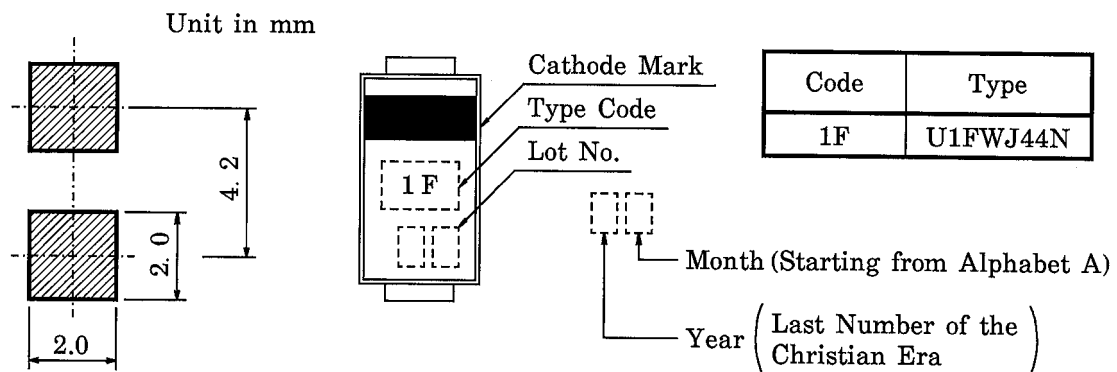 Unit in mm
4.2
2.0
2.0
Cathode Mark
Type Code
Lot No.
1F
Code Type
1F U1FWJ44N
Month (Starting from Alphabet A)
Year (Last Number of the
Christian Era)